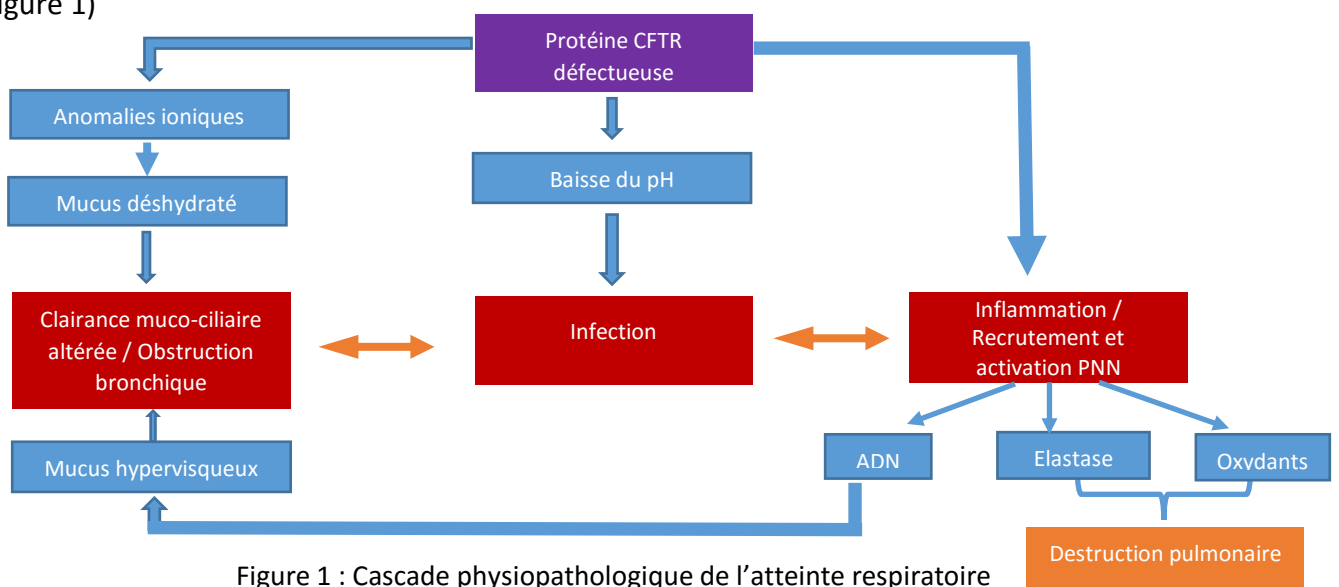 igure 1)
Protéine CFTR
défectueuse
Anomalies ioniques
Baisse du pH
Mucus déshydraté
Clairance muco-ciliaire
altérée / Obstruction
bronchique
Infection
Inflammation /
Recrutement et
activation PNN
Mucus hypervisqueux
ADN
Elastase
Oxydants
Destruction pulmonaire
Figure 1 : Cascade physiopathologique de l’atteinte respiratoire